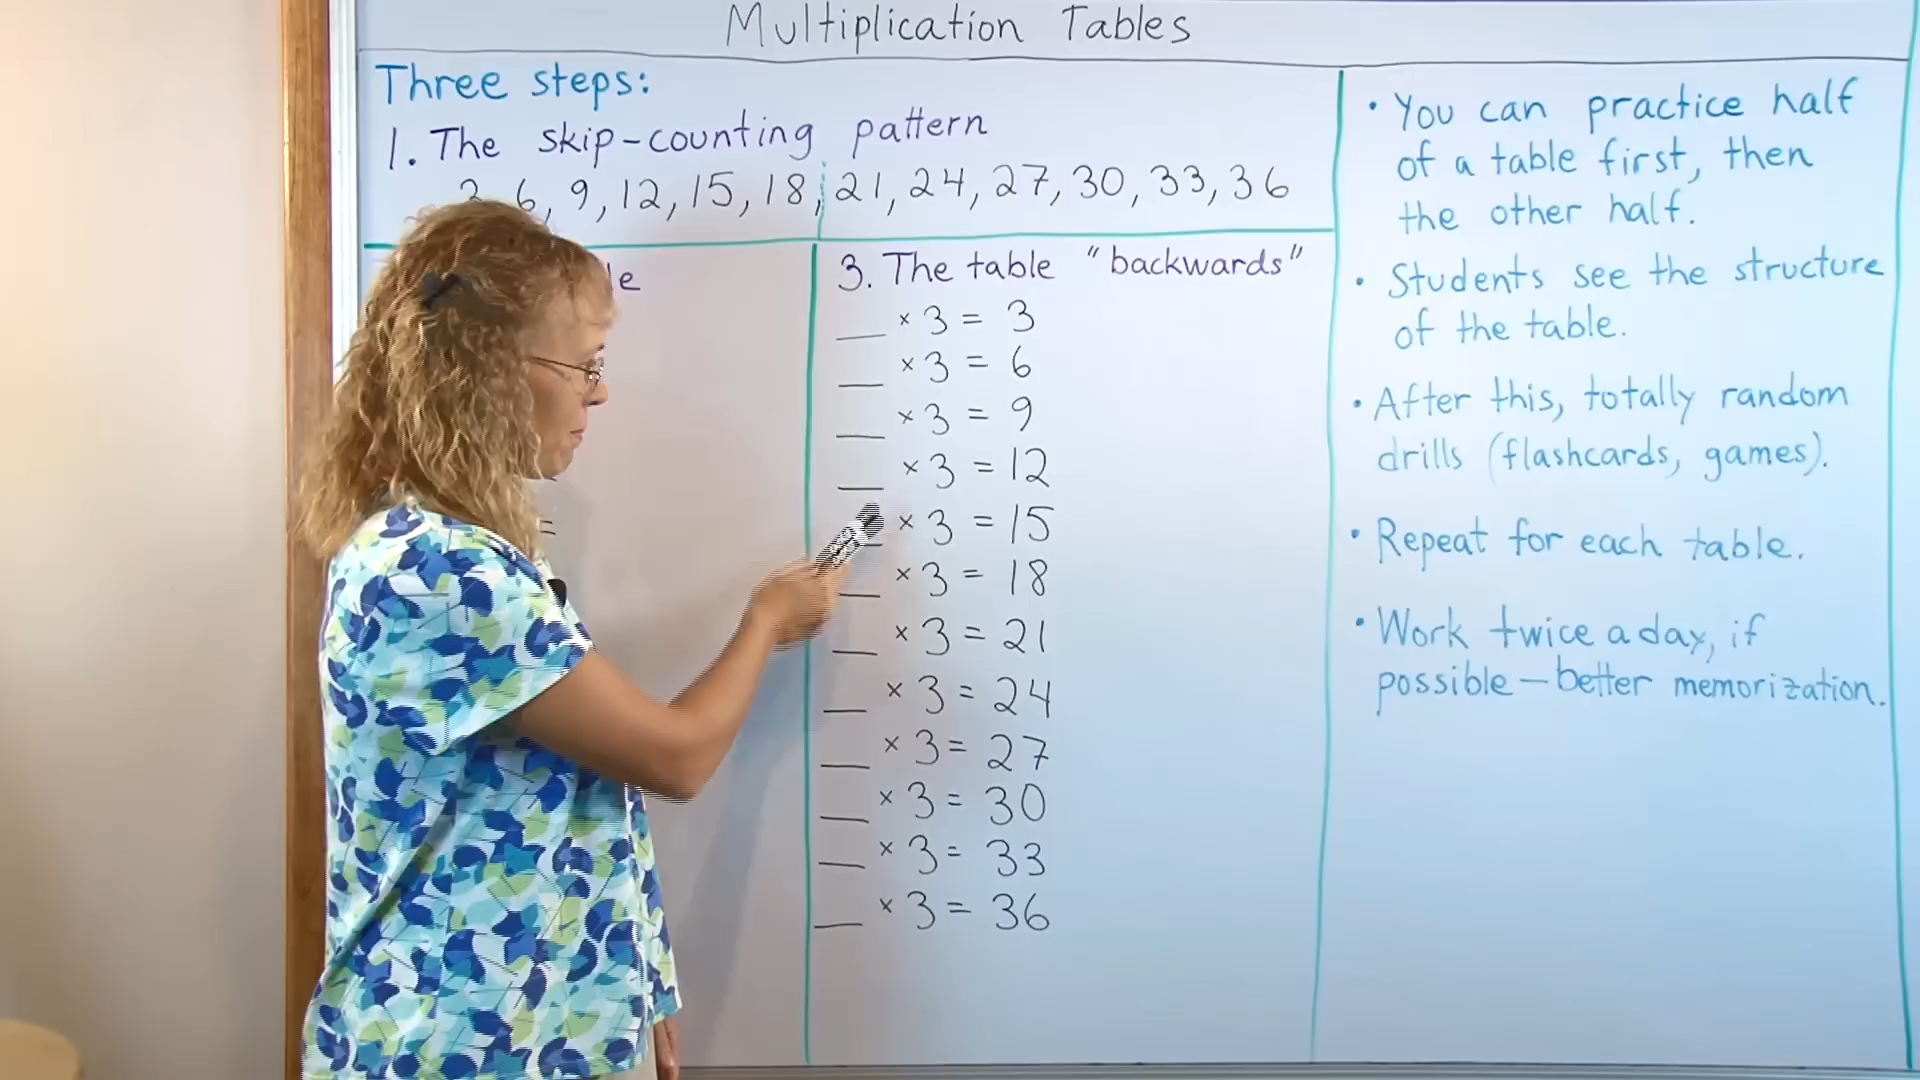 Multiplication Tables
Three steps:
1. The skip-counting pattern
6, 9, 12, 15, 18, 21, 24, 27, 30, 33, 36
3. The table "backwards"
__ × 3 = 3
__ × 3 = 6
__ × 3 = 9
__ × 3 = 12
__ × 3 = 15
__ × 3 = 18
__ × 3 = 21
__ × 3 = 24
__ × 3 = 27
__ × 3 = 30
__ × 3 = 33
__ × 3 = 36
• You can practice half
of a table first, then
the other half.
• Students see the structure
of the table.
• After this, totally random
drills (flashcards, games).
• Repeat for each table.
• Work twice a day, if
possible — better memorization.